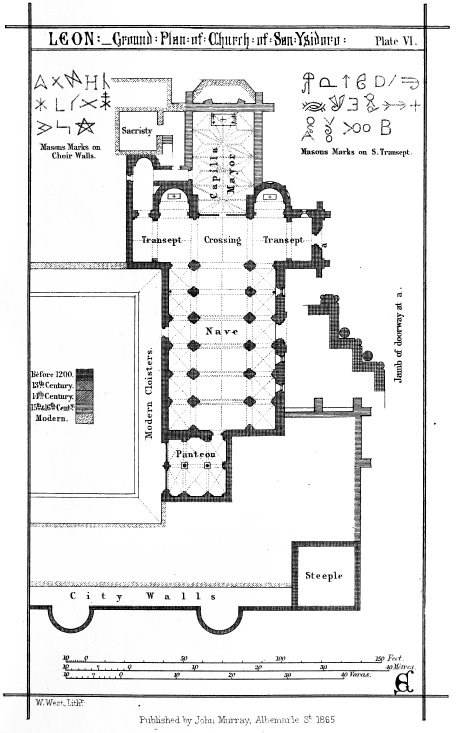 LEON:_Ground:Plan:of:Church:of:San:Ysidoro:
Plate VI.
Masons Marks on
Choir Walls.
Masons Marks on S. Transept.
Sacristy
Capilla
Mayor
Transept
Crossing
Transept
a
Nave
Jamb of doorway at a.
Before 1200.
13th Century.
14th Century.
15th & 16th Centy.
Modern.
Modern Cloisters.
Panteon
Steeple
City Walls
10 0 50 100 150 Feet.
10 0 10 20 30 40 Mètres.
10 0 10 20 30 40 Varas.
W. West, Lith.
Published by John Murray, Albemarle St. 1865